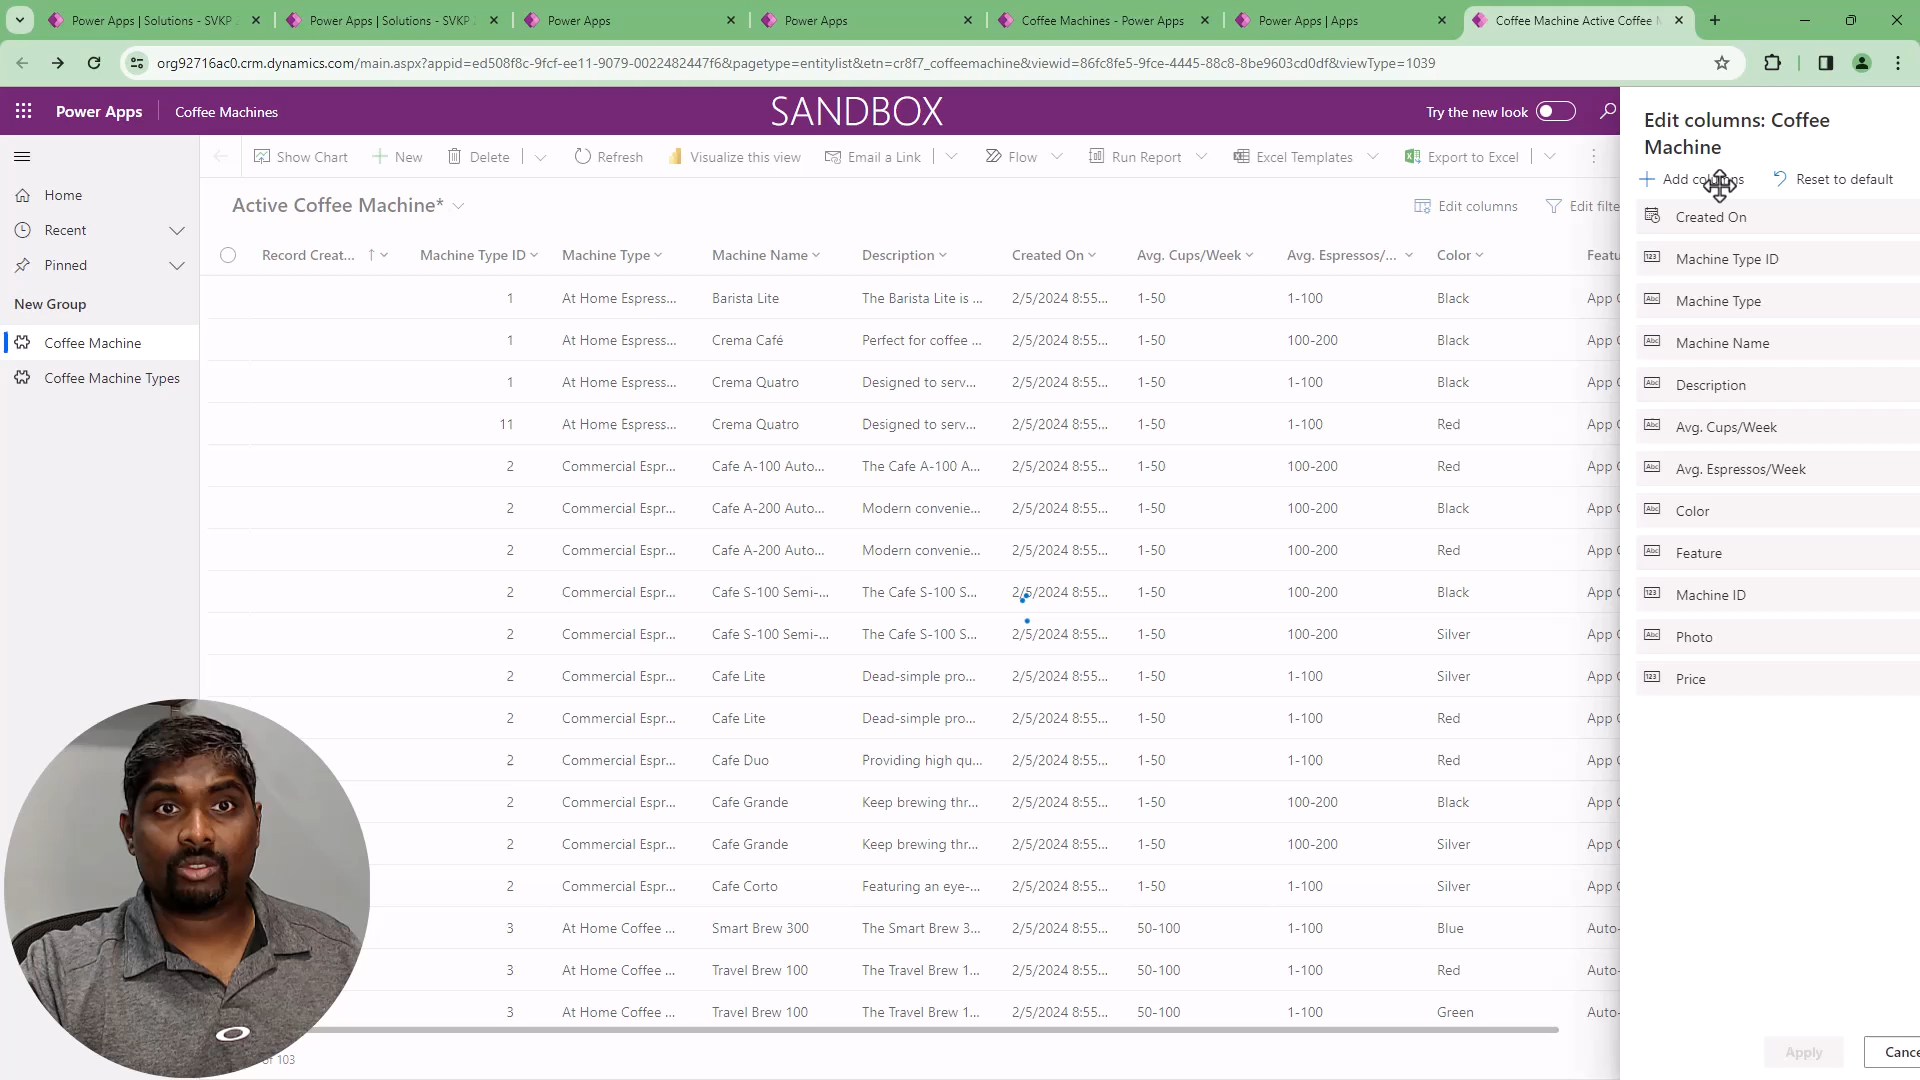 Power Apps | Solutions - SVKP
Power Apps | Solutions - SVKP
Power Apps
Power Apps
Coffee Machines - Power Apps
Power Apps | Apps
Coffee Machine Active Coffee M
org92716ac0.crm.dynamics.com/main.aspx?appid=ed508f8c-9fcf-ee11-9079-0022482447f6&pagetype=entitylist&etn=cr8f7_coffeemachine&viewid=86fc8fe5-9fce-4445-88c8-8be9603cd0df&viewType=1039
Power Apps
Coffee Machines
SANDBOX
Try the new look
Show Chart
New
Delete
Refresh
Visualize this view
Email a Link
Flow
Run Report
Excel Templates
Export to Excel
Home
Recent
Pinned
New Group
Coffee Machine
Coffee Machine Types
Active Coffee Machine*
Edit columns
Edit filte
Record Creat... Machine Type ID Machine Type Machine Name Description Created On Avg. Cups/Week Avg. Espressos/... Color Featu
1 At Home Express... Barista Lite The Barista Lite is ... 2/5/2024 8:55... 1-50 1-100 Black App
1 At Home Espress... Crema Café Perfect for coffee ... 2/5/2024 8:55... 1-50 100-200 Black App
1 At Home Espress... Crema Quatro Designed to serv... 2/5/2024 8:55... 1-50 1-100 Black App
11 At Home Espress... Crema Quatro Designed to serv... 2/5/2024 8:55... 1-50 1-100 Red App
2 Commercial Espr... Cafe A-100 Auto... The Cafe A-100 A... 2/5/2024 8:55... 1-50 100-200 Red App
2 Commercial Espr... Cafe A-200 Auto... Modern convenie... 2/5/2024 8:55... 1-50 100-200 Black App
2 Commercial Espr... Cafe A-200 Auto... Modern convenie... 2/5/2024 8:55... 1-50 100-200 Red App
2 Commercial Espr... Cafe S-100 Semi-... The Cafe S-100 S... 2/5/2024 8:55... 1-50 100-200 Black App
2 Commercial Espr... Cafe S-100 Semi-... The Cafe S-100 S... 2/5/2024 8:55... 1-50 100-200 Silver App
2 Commercial Espr... Cafe Lite Dead-simple pro... 2/5/2024 8:55... 1-50 1-100 Silver App
2 Commercial Espr... Cafe Lite Dead-simple pro... 2/5/2024 8:55... 1-50 1-100 Red App
2 Commercial Espr... Cafe Duo Providing high qu... 2/5/2024 8:55... 1-50 1-100 Red App
2 Commercial Espr... Cafe Grande Keep brewing thr... 2/5/2024 8:55... 1-50 100-200 Black App
2 Commercial Espr... Cafe Grande Keep brewing thr... 2/5/2024 8:55... 1-50 100-200 Silver App
2 Commercial Espr... Cafe Corto Featuring an eye-... 2/5/2024 8:55... 1-50 1-100 Silver App
3 At Home Coffee ... Smart Brew 300 The Smart Brew 3... 2/5/2024 8:55... 50-100 1-100 Blue Auto-
3 At Home Coffee ... Travel Brew 100 The Travel Brew 1... 2/5/2024 8:55... 50-100 1-100 Red Auto-
3 At Home Coffee ... Travel Brew 100 The Travel Brew 1... 2/5/2024 8:55... 50-100 1-100 Green Auto-
of 103
Edit columns: Coffee
Machine
Add columns
Reset to default
Created On
Machine Type ID
Machine Type
Machine Name
Description
Avg. Cups/Week
Avg. Espressos/Week
Color
Feature
Machine ID
Photo
Price
Apply
Cance